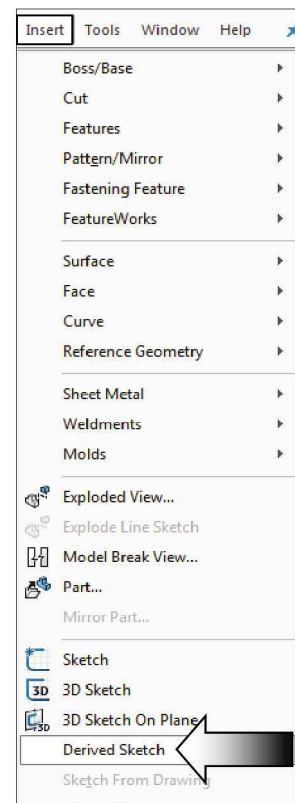 Insert Tools Window Help
Boss/Base
Cut
Features
Pattern/Mirror
Fastening Feature
FeatureWorks
Surface
Face
Curve
Reference Geometry
Sheet Metal
Weldments
Molds
Exploded View...
Explode Line Sketch
Model Break View...
Part...
Mirror Part...
Sketch
3D 3D Sketch
3D 3D Sketch On Plane
Derived Sketch
Sketch From Drawing